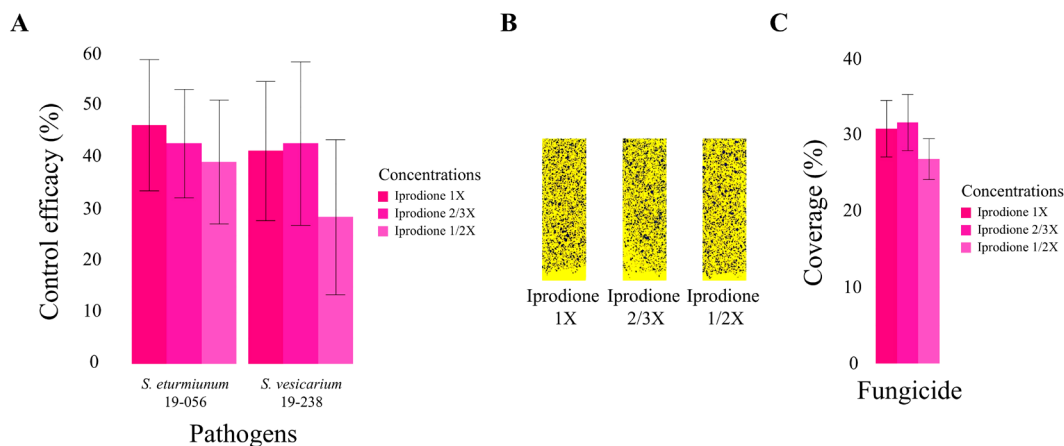 A
60
50
40
30
20
10
0
Control efficacy (%)
S. eturmiunum
19-056
S. vesicarium
19-238
Pathogens
Concentrations
Iprodione 1X
Iprodione 2/3X
Iprodione 1/2X
B
Iprodione
1X
Iprodione
2/3X
Iprodione
1/2X
C
40
30
20
10
0
Coverage (%)
Fungicide
Concentrations
Iprodione 1X
Iprodione 2/3X
Iprodione 1/2X